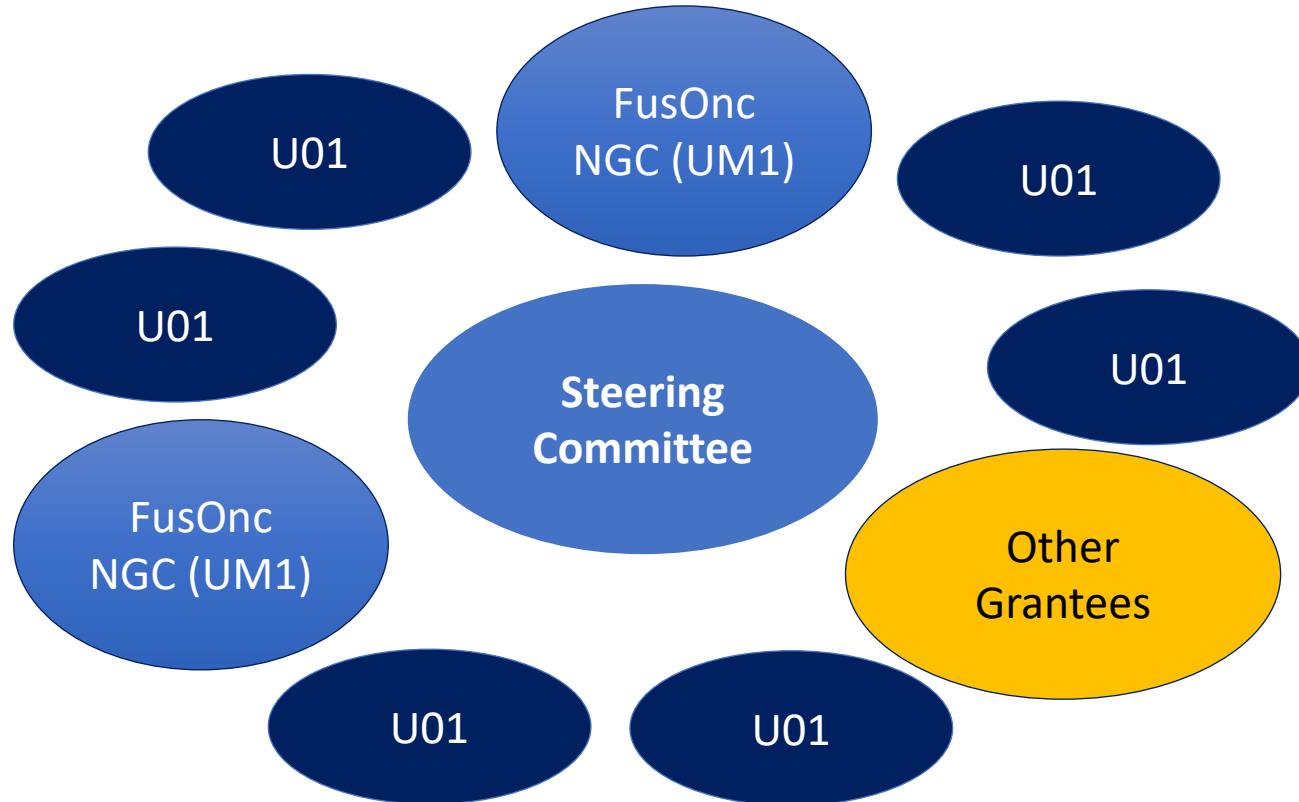 FusOnc
NGC (UM1)
U01
U01
U01
U01
Steering
Committee
FusOnc
NGC (UM1)
Other
Grantees
U01
U01